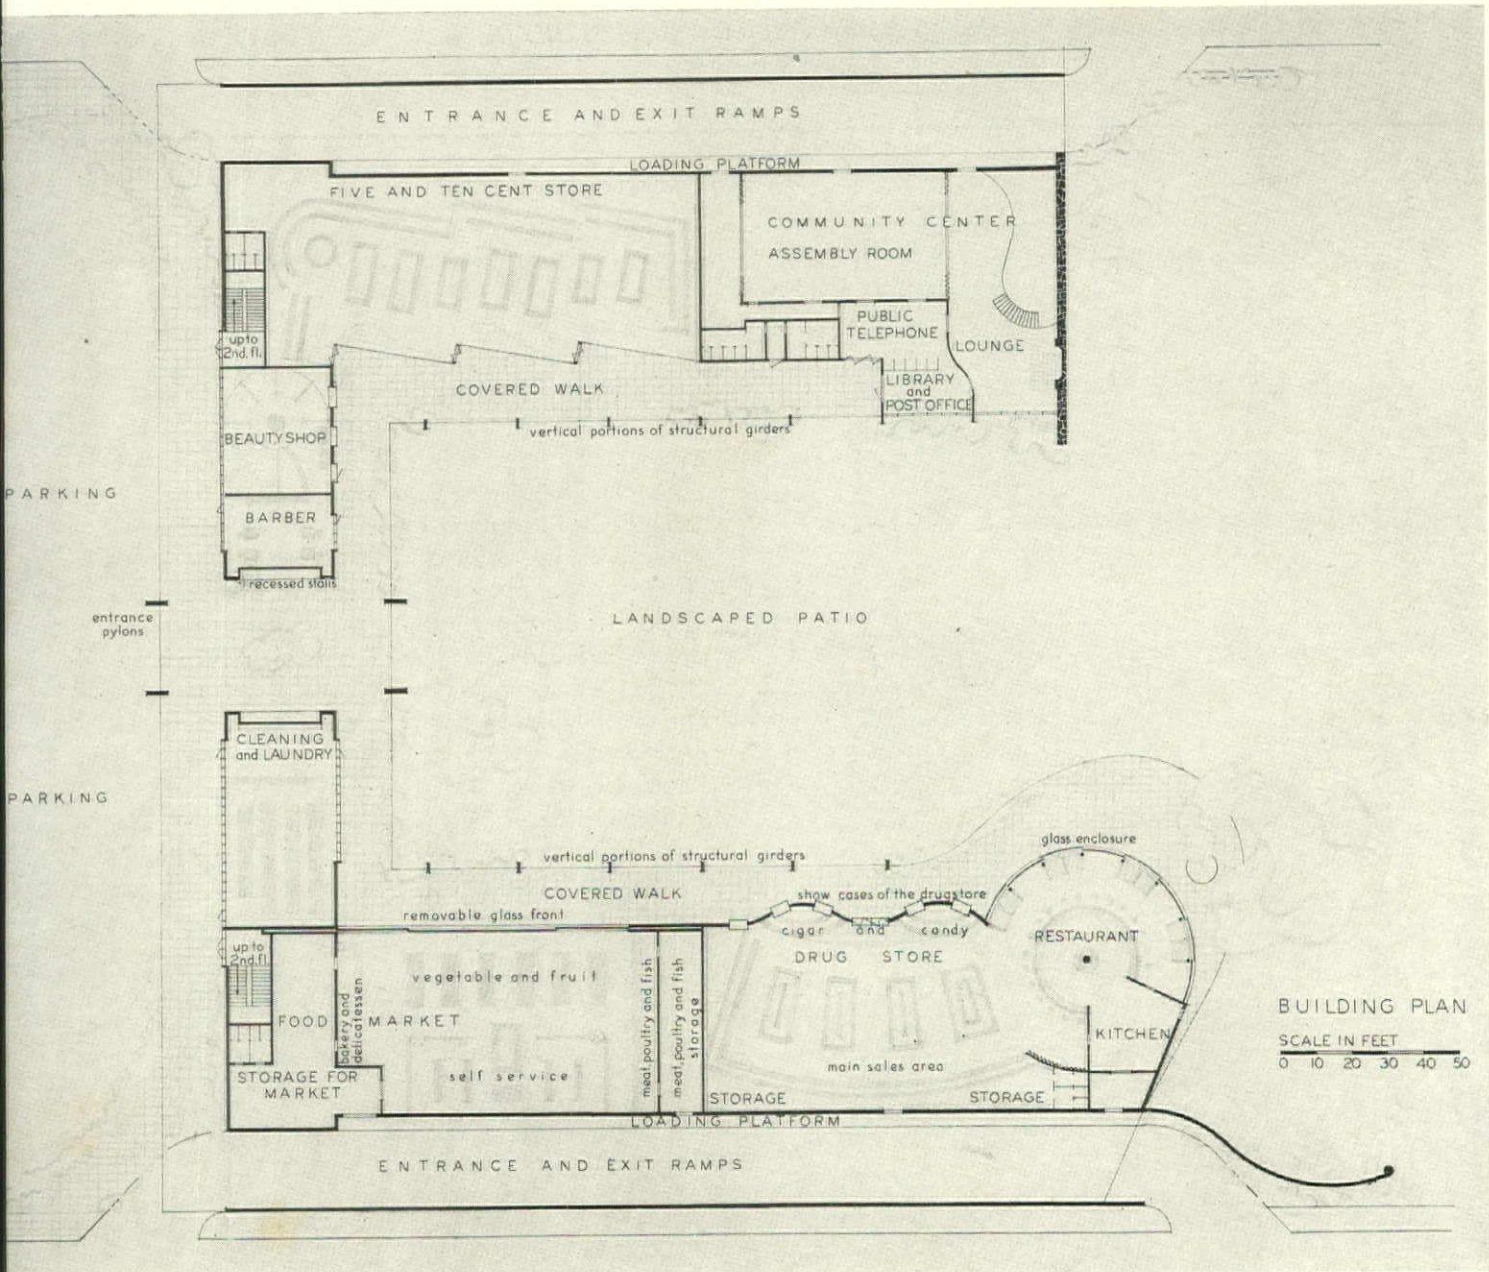 ENTRANCE AND EXIT RAMPS
LOADING PLATFORM
FIVE AND TEN CENT STORE
COMMUNITY CENTER
ASSEMBLY ROOM
PUBLIC
TELEPHONE
up to
2nd. fl.
LOUNGE
COVERED WALK
LIBRARY
and
POST OFFICE
vertical portions of structural girders
BEAUTY SHOP
PARKING
BARBER
recessed stalls
entrance
pylons
LANDSCAPED PATIO
CLEANING
and LAUNDRY
PARKING
glass enclosure
vertical portions of structural girders
COVERED WALK
show cases of the drugstore
removable glass front
cigar and candy
RESTAURANT
up to
2nd. fl.
DRUG STORE
vegetable and fruit
bakery and
delicatessen
meat, poultry and fish
meat, poultry and fish
storage
FOOD MARKET
KITCHEN
BUILDING PLAN
SCALE IN FEET
0 10 20 30 40 50
main sales area
STORAGE FOR
MARKET
self service
STORAGE
STORAGE
LOADING PLATFORM
ENTRANCE AND EXIT RAMPS